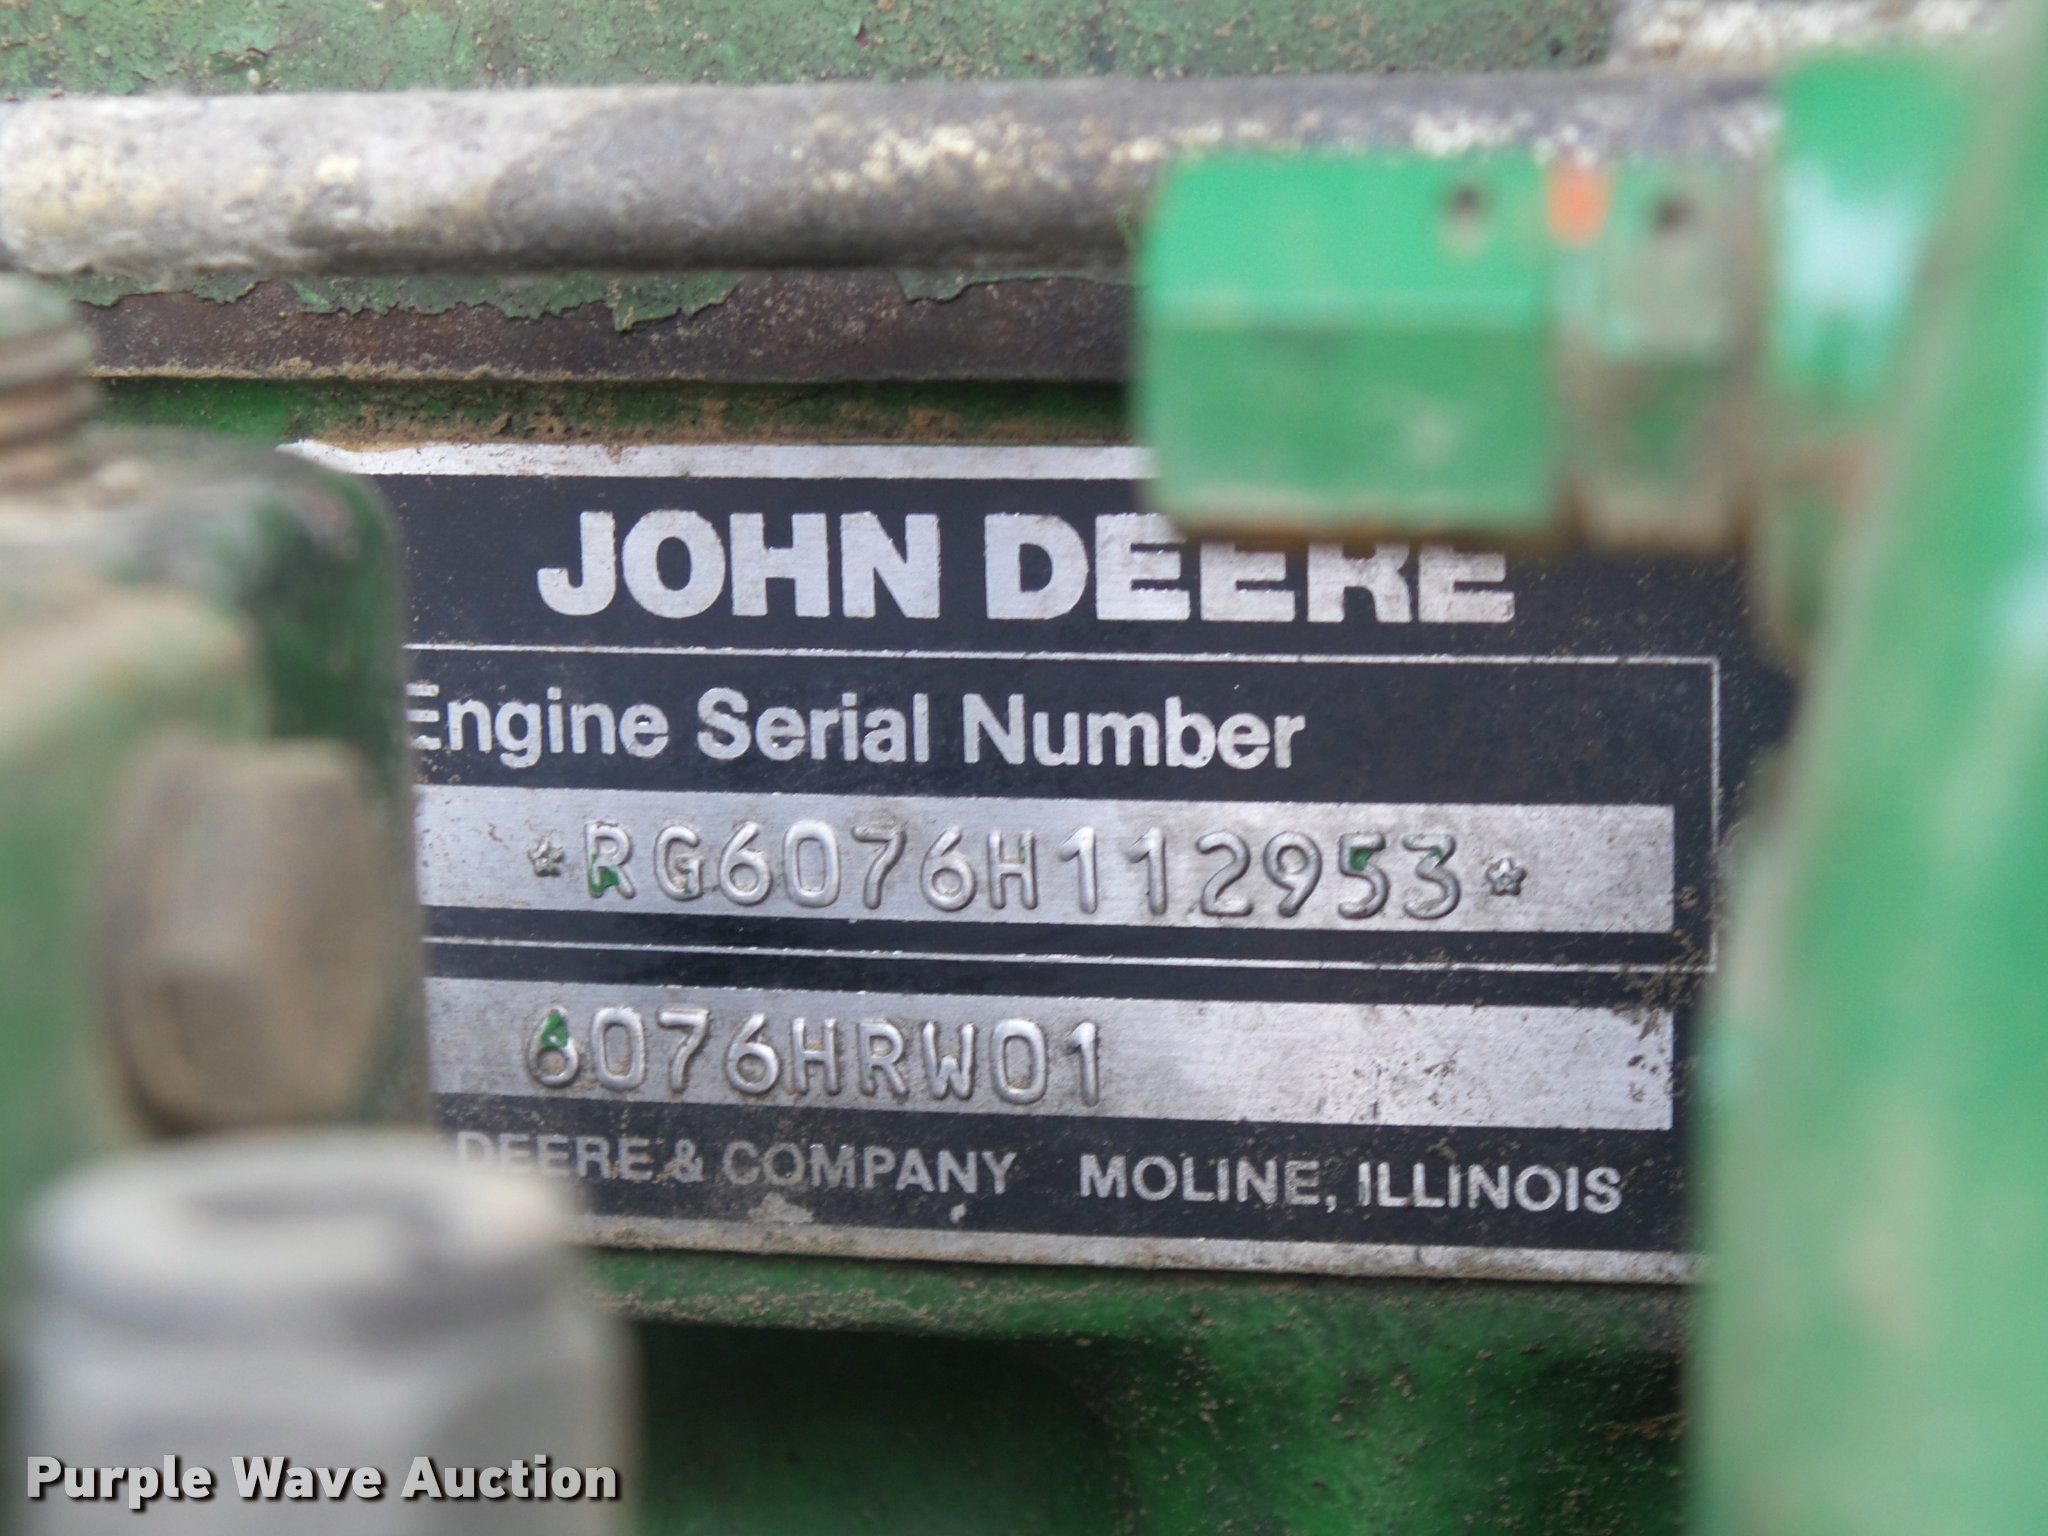 JOHN DEERE
Engine Serial Number
*RG6076H112953*
6076HRW01
DEERE & COMPANY MOLINE, ILLINOIS
Purple Wave Auction